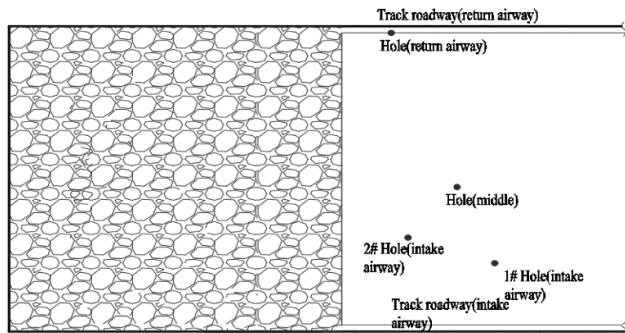 Track roadway(return airway)
Hole(return airway)
Hole(middle)
2# Hole(intake
airway)
1# Hole(intake
airway)
Track roadway(intake
airway)